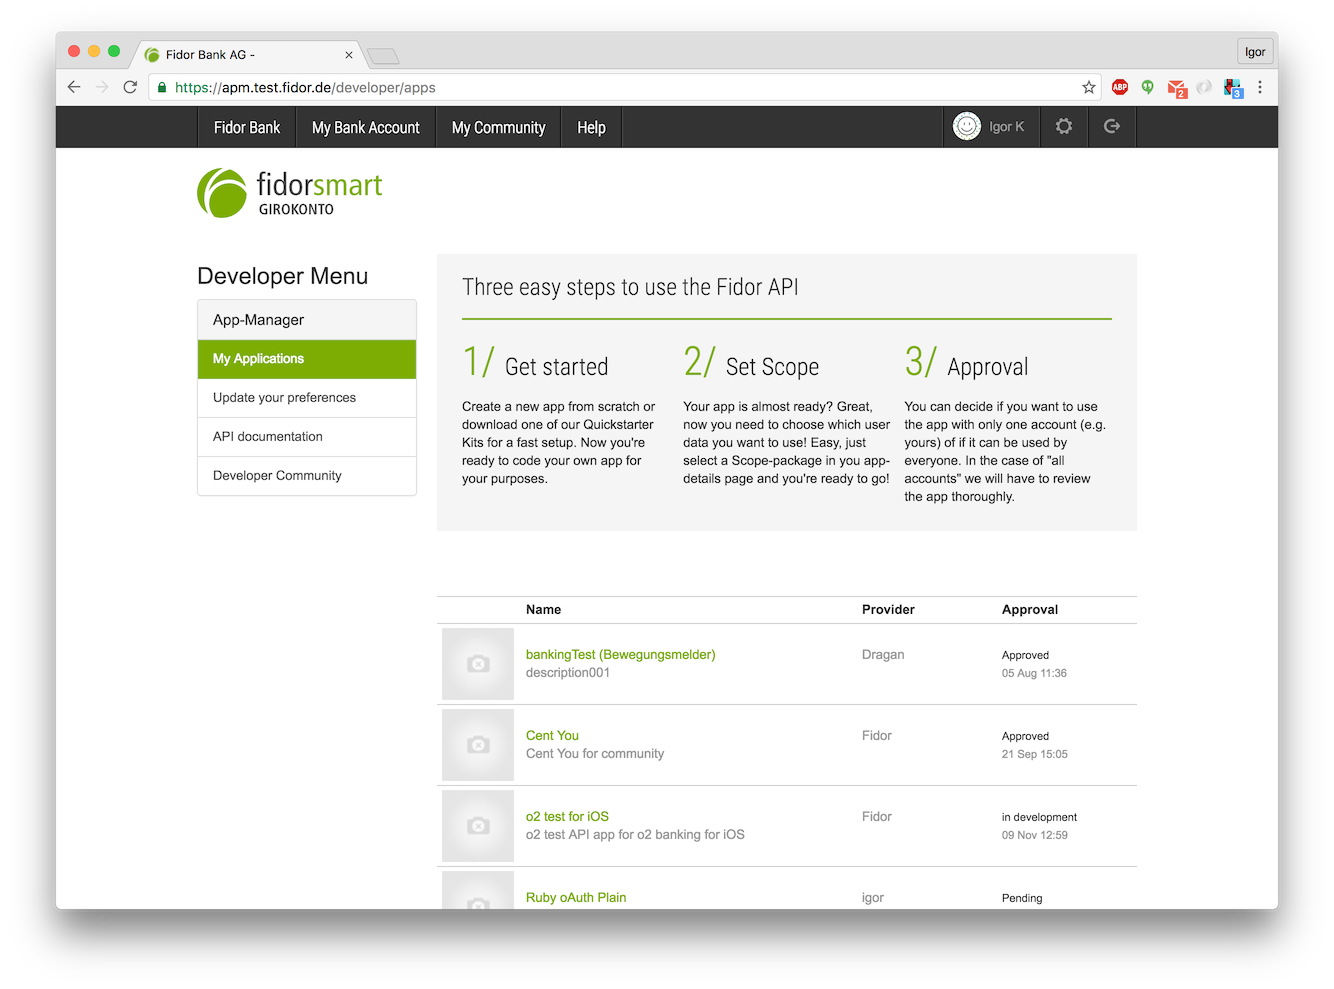 Fidor Bank AG -
Igor
https://apm.test.fidor.de/developer/apps
ABP
2
3
Fidor Bank
My Bank Account
My Community
Help
Igor K
fidorsmart
GIROKONTO
Developer Menu
App-Manager
My Applications
Update your preferences
API documentation
Developer Community
Three easy steps to use the Fidor API
1/ Get started
Create a new app from scratch or
download one of our Quickstarter
Kits for a fast setup. Now you're
ready to code your own app for
your purposes.
2/ Set Scope
Your app is almost ready? Great,
now you need to choose which user
data you want to use! Easy, just
select a Scope-package in you app-
details page and you're ready to go!
3/ Approval
You can decide if you want to use
the app with only one account (e.g.
yours) of if it can be used by
everyone. In the case of "all
accounts" we will have to review
the app thoroughly.
Name Provider Approval
bankingTest (Bewegungsmelder) Dragan Approved
description001 05 Aug 11:36
Cent You Fidor Approved
Cent You for community 21 Sep 15:05
o2 test for iOS Fidor in development
o2 test API app for o2 banking for iOS 09 Nov 12:59
Ruby oAuth Plain igor Pending